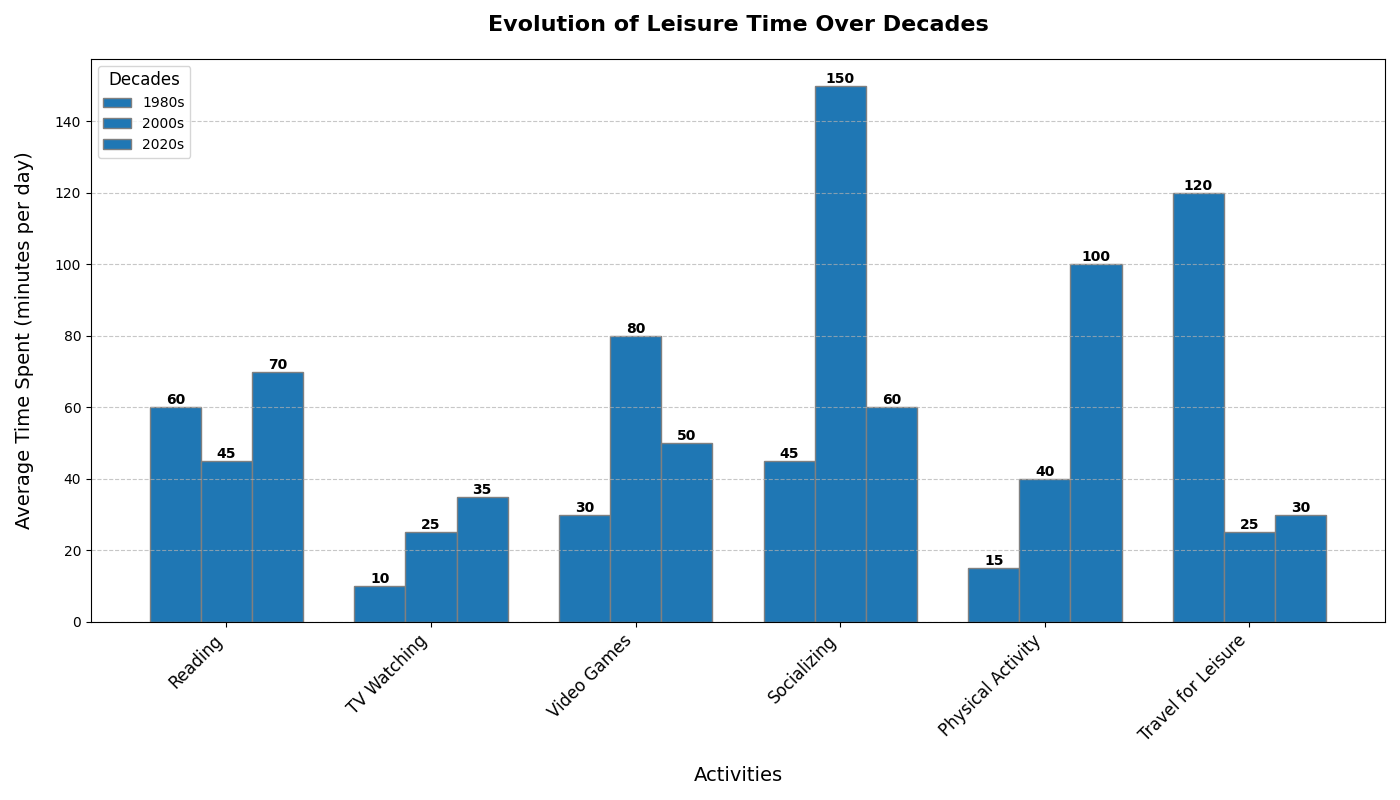 Evolution of Leisure Time Over Decades
Decades
1980s
2000s
2020s
Average Time Spent (minutes per day)
140
120
100
80
60
40
20
0
60
45
70
10
25
35
30
80
50
45
150
60
15
40
100
120
25
30
Reading
TV Watching
Video Games
Socializing
Physical Activity
Travel for Leisure
Activities